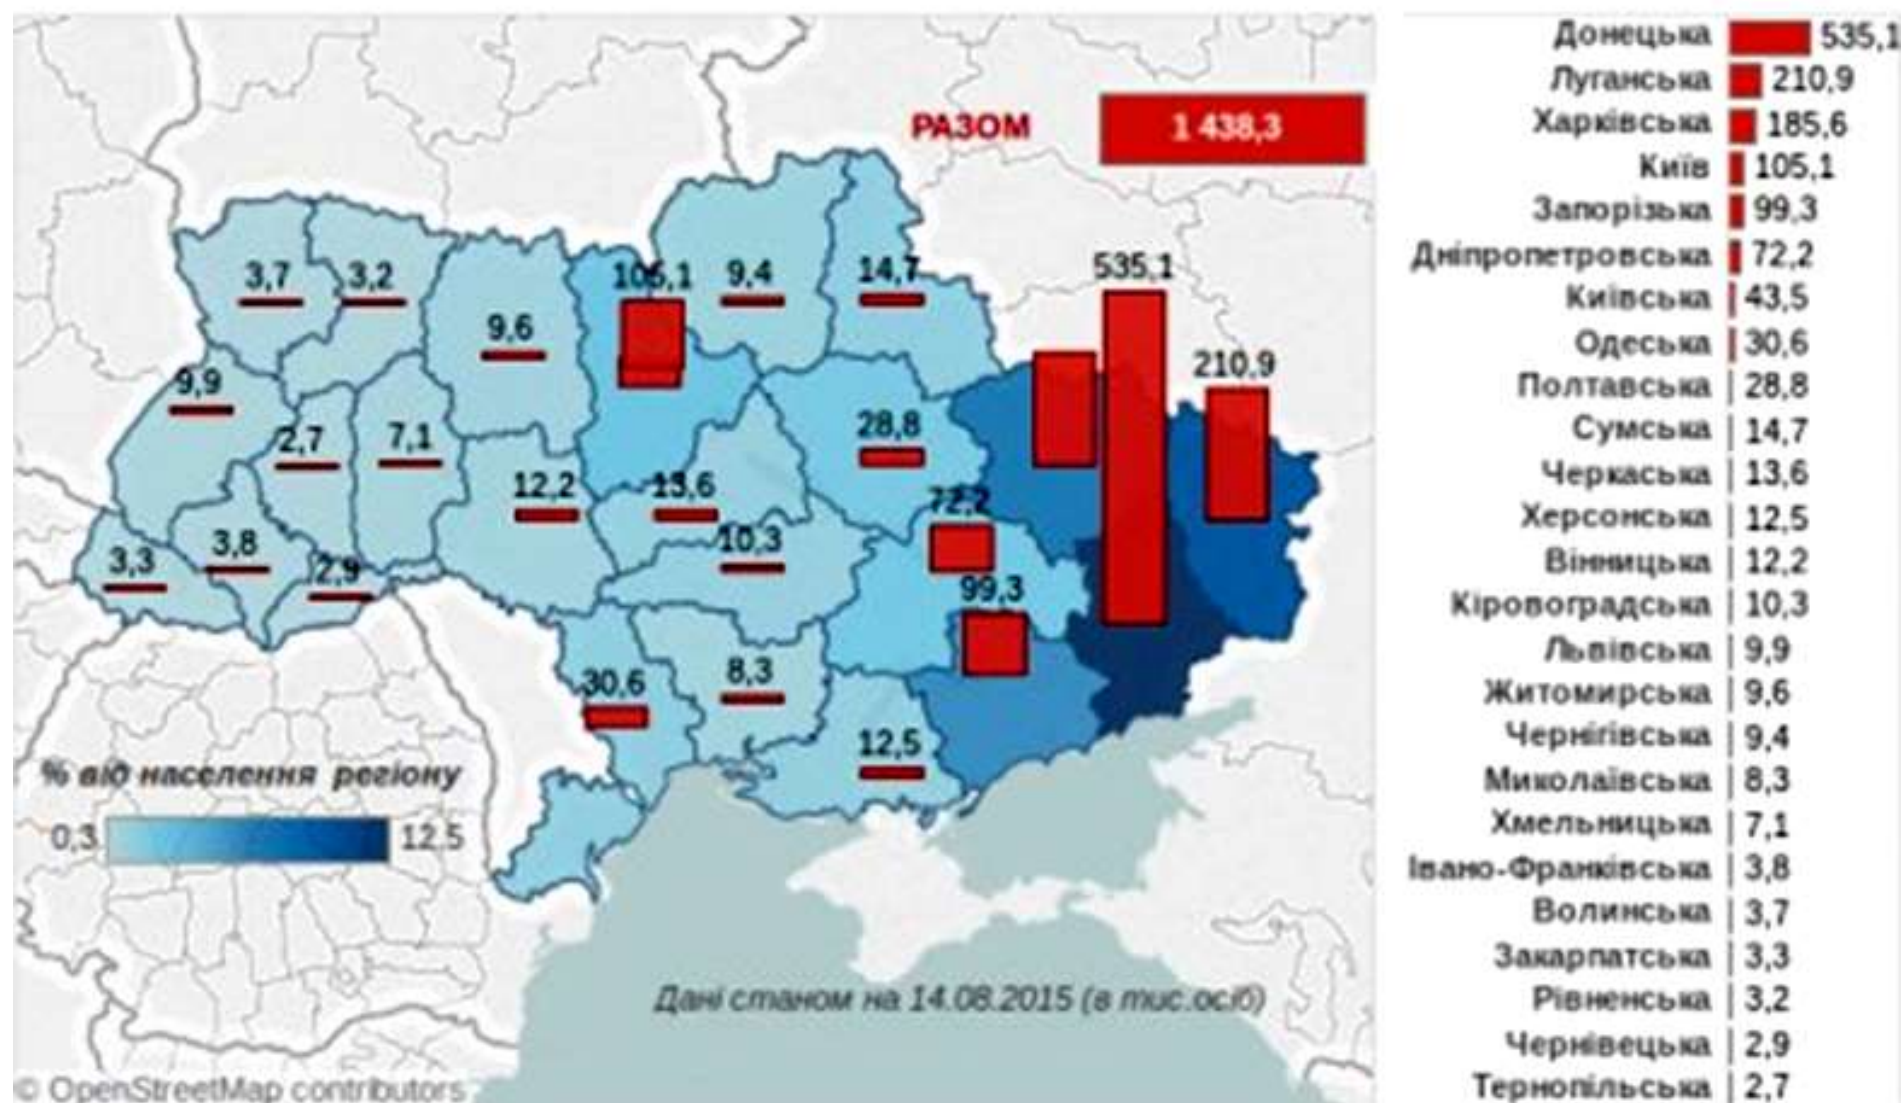 РАЗОМ 1 438,3
535,1
105,1
9,4
14,7
3,7
3,2
9,6
210,9
9,9
28,8
2,7
7,1
12,2
13,6
72,2
10,3
3,3
3,8
2,9
99,3
30,6
8,3
12,5
% від населення регіону
0,3 12,5
Дані станом на 14.08.2015 (в тис.осіб)
© OpenStreetMap contributors
Донецька 535,1
Луганська 210,9
Харківська 185,6
Київ 105,1
Запорізька 99,3
Дніпропетровська 72,2
Київська 43,5
Одеська 30,6
Полтавська 28,8
Сумська 14,7
Черкаська 13,6
Херсонська 12,5
Вінницька 12,2
Кіровоградська 10,3
Львівська 9,9
Житомирська 9,6
Чернігівська 9,4
Миколаївська 8,3
Хмельницька 7,1
Івано-Франківська 3,8
Волинська 3,7
Закарпатська 3,3
Рівненська 3,2
Чернівецька 2,9
Тернопільська 2,7